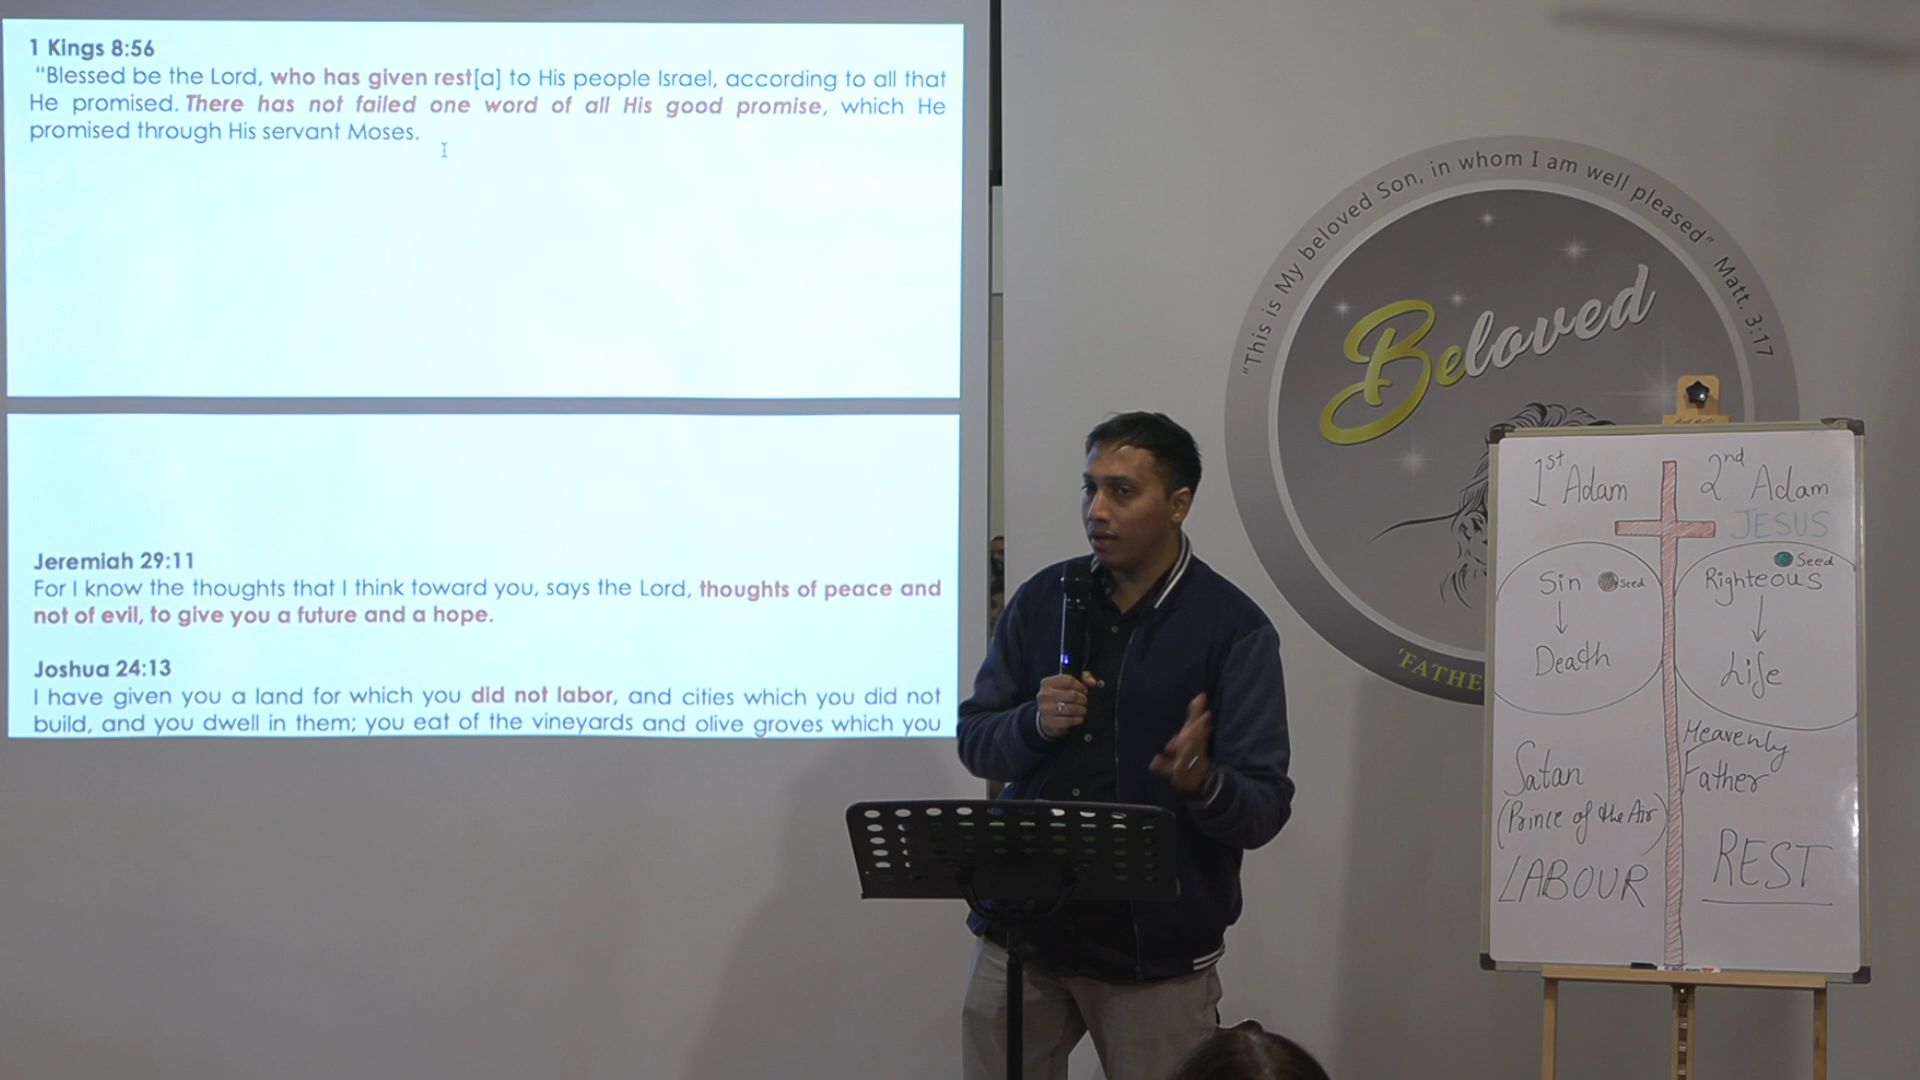 1 Kings 8:56
“Blessed be the Lord, who has given rest[a] to His people Israel, according to all that
He promised. There has not failed one word of all His good promise, which He
promised through His servant Moses.
Jeremiah 29:11
For I know the thoughts that I think toward you, says the Lord, thoughts of peace and
not of evil, to give you a future and a hope.
Joshua 24:13
I have given you a land for which you did not labor, and cities which you did not
build, and you dwell in them; you eat of the vineyards and olive groves which you
"This is My beloved Son, in whom I am well pleased" Matt. 3:17
Beloved
1st Adam
Sin Seed
Death
Satan
(Prince of the Air)
LABOUR
2nd Adam
JESUS
Seed
Righteous
Life
Heavenly
Father
REST